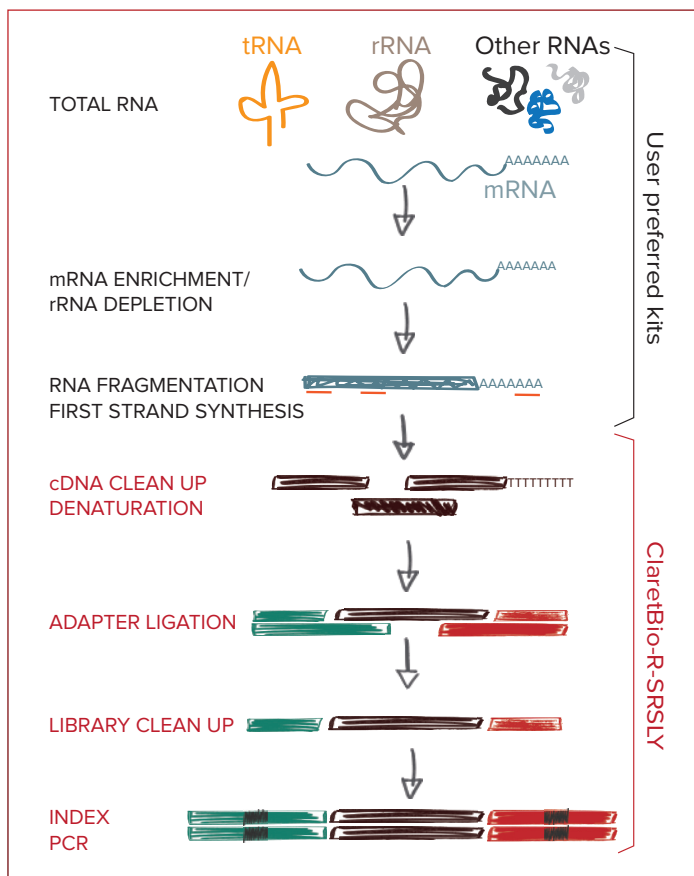 tRNA
rRNA
Other RNAs
TOTAL RNA
AAAAAAA
mRNA
mRNA ENRICHMENT/
rRNA DEPLETION
AAAAAAA
RNA FRAGMENTATION
FIRST STRAND SYNTHESIS
AAAAAAA
User preferred kits
cDNA CLEAN UP
DENATURATION
TTTTTTTTT
ADAPTER LIGATION
LIBRARY CLEAN UP
INDEX
PCR
ClaretBio-R-SRSLY